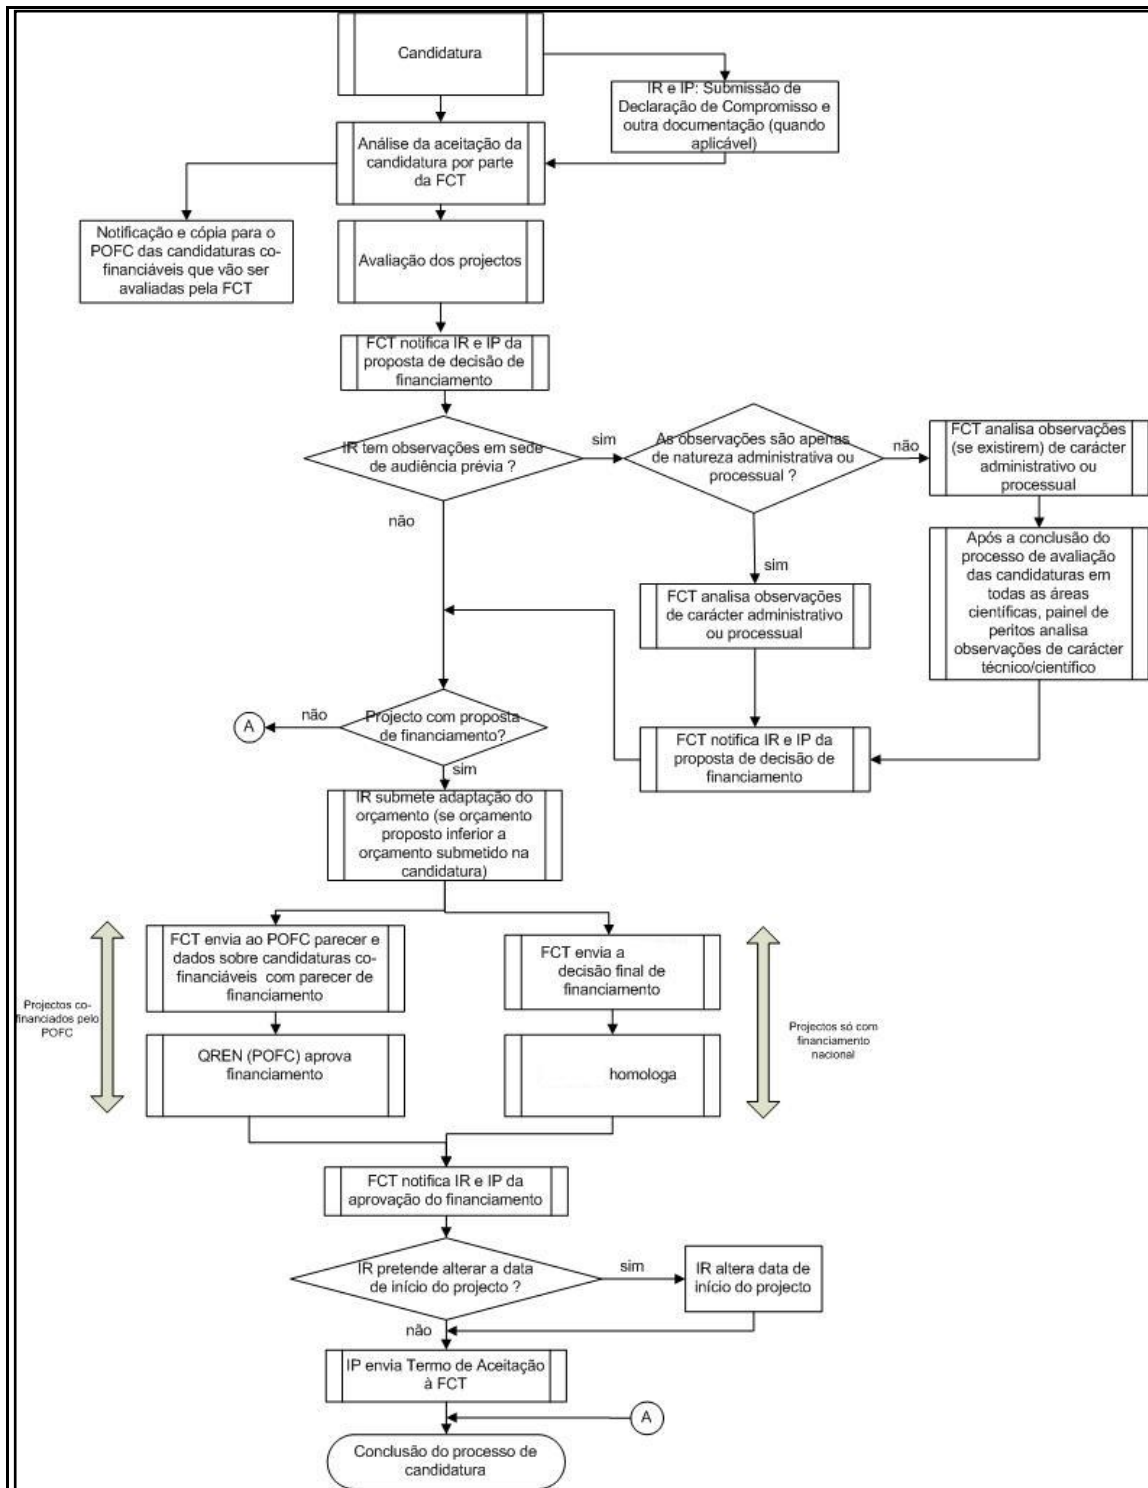 Candidatura
IR e IP: Submissão de
Declaração de Compromisso e
outra documentação (quando
aplicável)
Análise da aceitação da
candidatura por parte
da FCT
Notificação e cópia para o
POFC das candidaturas co-
financiáveis que vão ser
avaliadas pela FCT
Avaliação dos projectos
FCT notifica IR e IP da
proposta de decisão de
financiamento
IR tem observações em sede
de audiência prévia ?
sim
As observações são apenas
de natureza administrativa ou
processual ?
não
FCT analisa observações
(se existirem) de carácter
administrativo ou
processual
não
sim
Após a conclusão do
processo de avaliação
das candidaturas em
todas as áreas
científicas, painel de
peritos analisa
observações de carácter
técnico/científico
FCT analisa observações
de carácter administrativo
ou processual
A
não
Projecto com proposta
de financiamento?
FCT notifica IR e IP da
proposta de decisão de
financiamento
sim
IR submete adaptação do
orçamento (se orçamento
proposto inferior a
orçamento submetido na
candidatura)
Projectos co-
financiados pelo
POFC
FCT envia ao POFC parecer e
dados sobre candidaturas co-
financiáveis com parecer de
financiamento
FCT envia a
decisão final de
financiamento
Projectos só com
financiamento
nacional
QREN (POFC) aprova
financiamento
homologa
FCT notifica IR e IP da
aprovação do financiamento
IR pretende alterar a data
de início do projecto ?
sim
IR altera data de
início do projecto
não
IP envia Termo de Aceitação
à FCT
A
Conclusão do processo de
candidatura